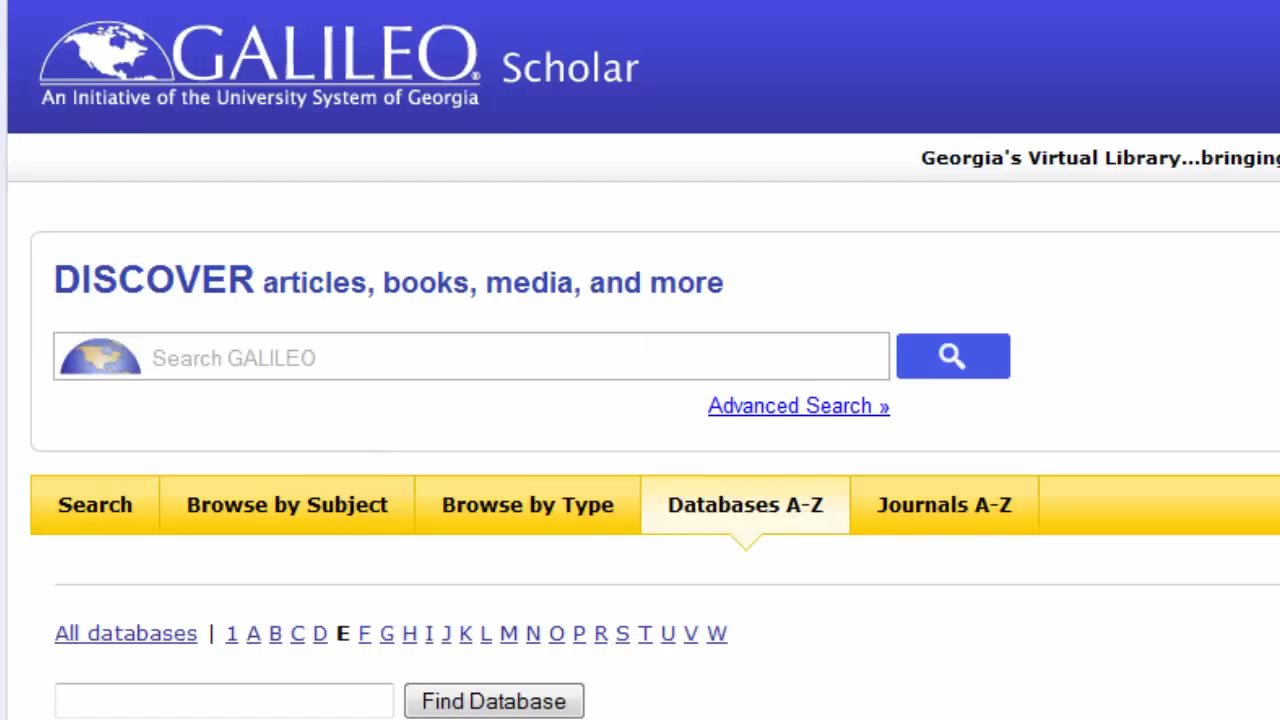 GALILEO® Scholar
An Initiative of the University System of Georgia
Georgia's Virtual Library...bringing
DISCOVER articles, books, media, and more
Search GALILEO
Advanced Search »
Search Browse by Subject Browse by Type Databases A-Z Journals A-Z
All databases | 1 A B C D E F G H I J K L M N O P R S T U V W
Find Database